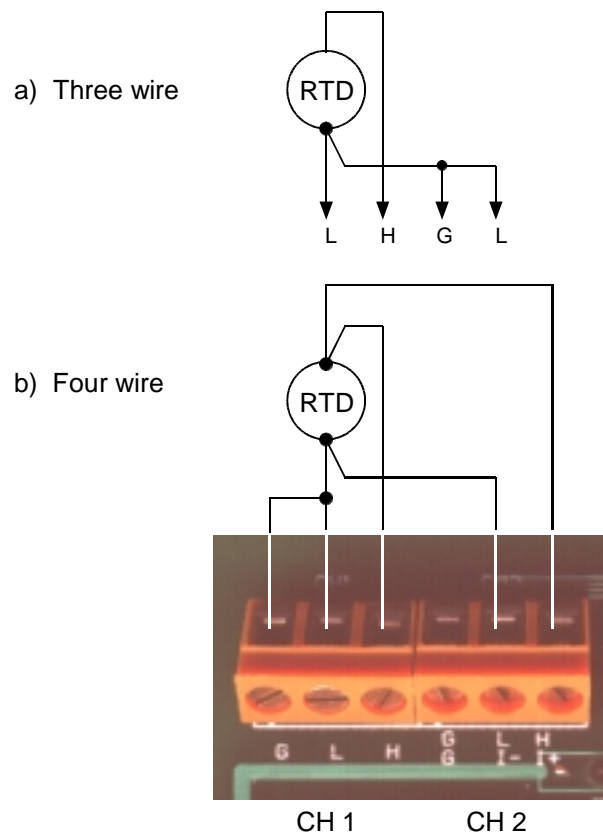 a) Three wire
RTD
L H G L
b) Four wire
RTD
G L H G L H
G I- I+
CH 1 CH 2